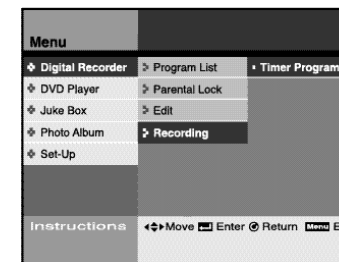 Menu
Digital Recorder
DVD Player
Juke Box
Photo Album
Set-Up
Program List
Parental Lock
Edit
Recording
Timer Program
Instructions
Move Enter Return Menu E